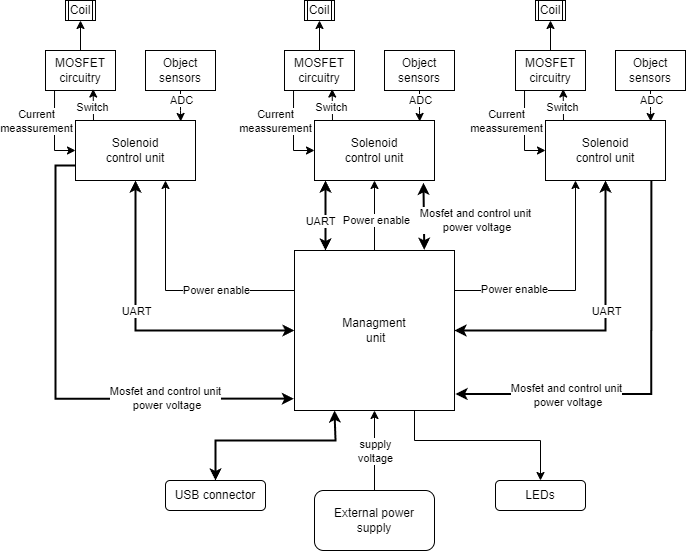 Coil
Coil
Coil
MOSFET
circuitry
Object
sensors
MOSFET
circuitry
Object
sensors
MOSFET
circuitry
Object
sensors
Current
meassurement
Switch
ADC
Current
meassurement
Switch
ADC
Current
meassurement
Switch
ADC
Solenoid
control unit
Solenoid
control unit
Solenoid
control unit
UART
Power enable
Mosfet and control unit
power voltage
Power enable
Power enable
UART
Managment
unit
UART
Mosfet and control unit
power voltage
Mosfet and control unit
power voltage
supply
voltage
USB connector
External power
supply
LEDs